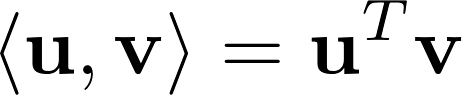 ⟨𝐮, 𝐯⟩ = 𝐮ᵀ𝐯